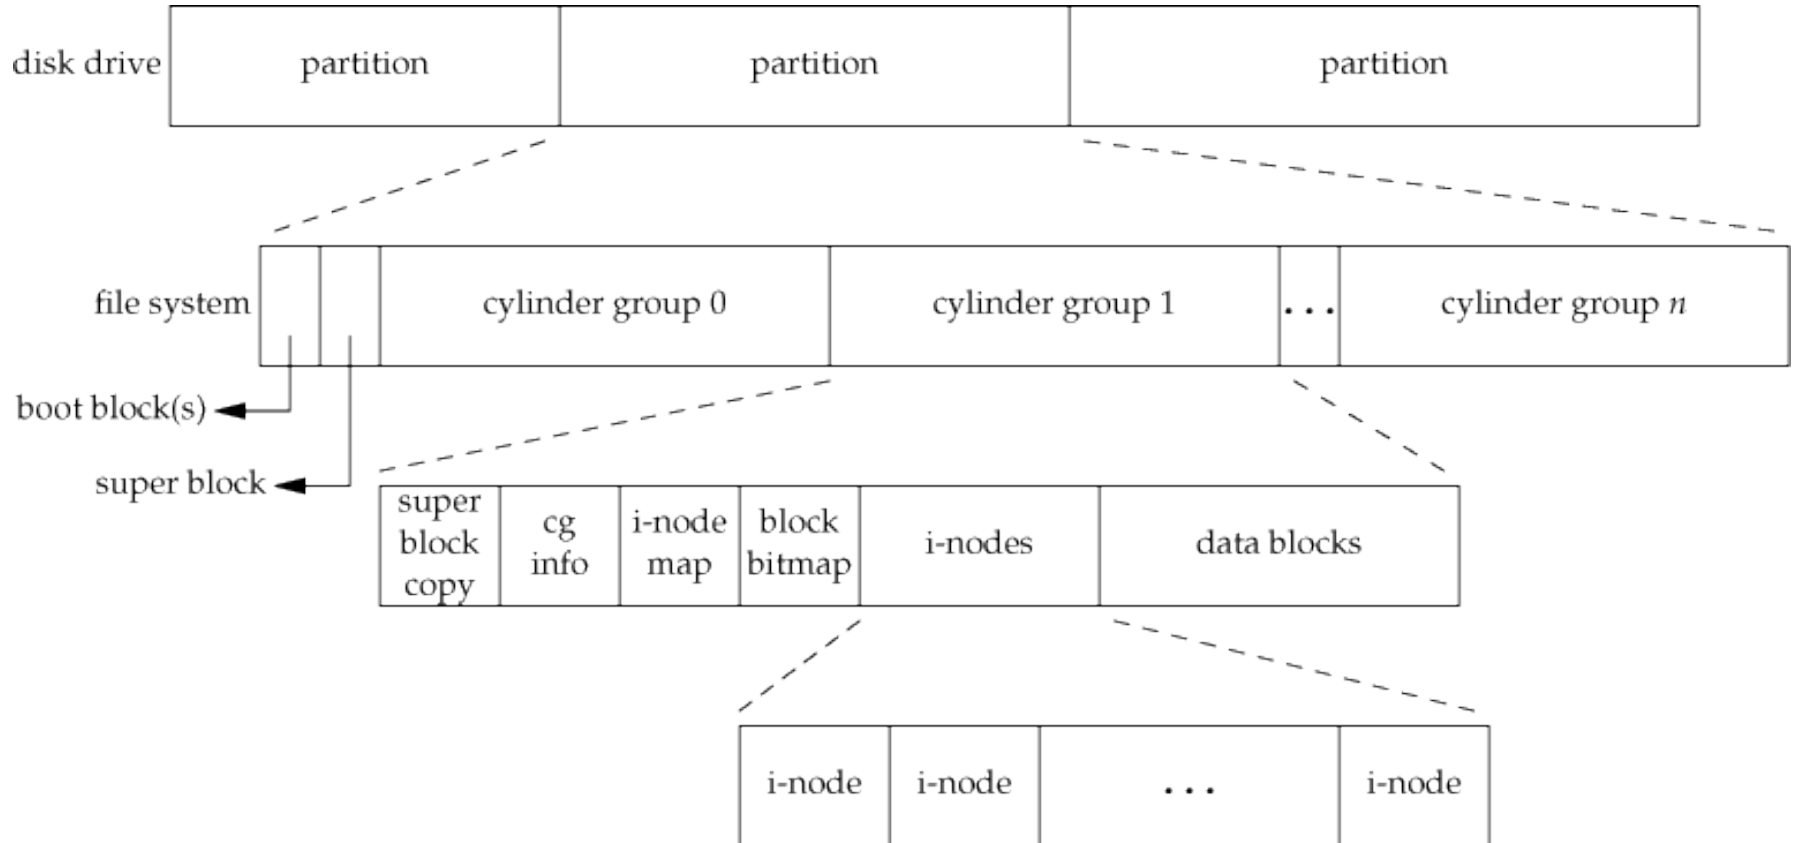 disk drive
partition
partition
partition
file system
cylinder group 0
cylinder group 1
...
cylinder group n
boot block(s)
super block
super
block
copy
cg
info
i-node
map
block
bitmap
i-nodes
data blocks
i-node
i-node
...
i-node